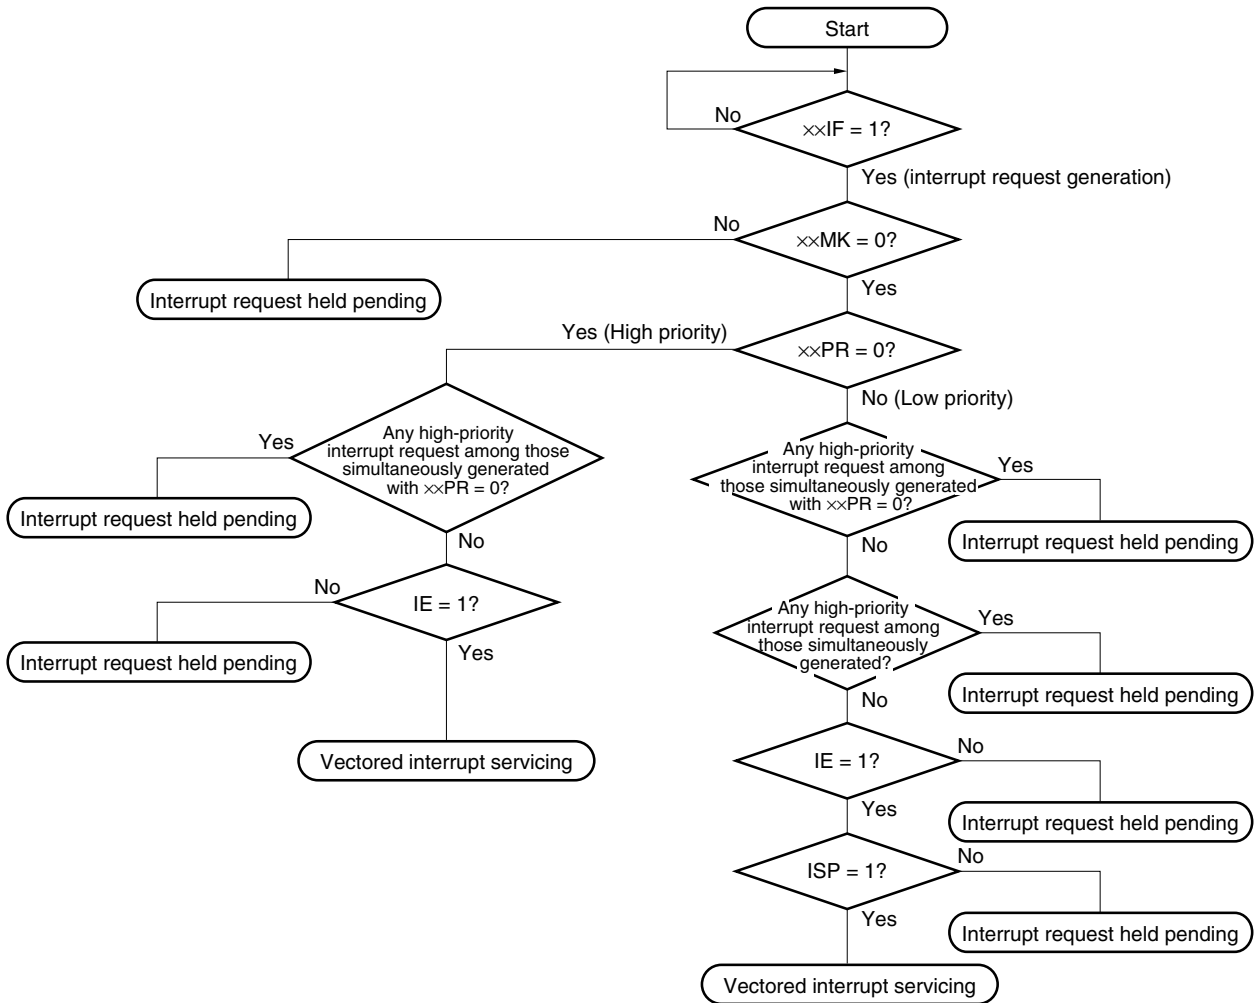 Start
No
××IF = 1?
Yes (interrupt request generation)
No
××MK = 0?
Interrupt request held pending
Yes
Yes (High priority)
××PR = 0?
No (Low priority)
Yes
Any high-priority
interrupt request among those
simultaneously generated
with ××PR = 0?
Any high-priority
interrupt request among
those simultaneously generated
with ××PR = 0?
Yes
Interrupt request held pending
No
Interrupt request held pending
No
No
IE = 1?
Any high-priority
interrupt request among
those simultaneously
generated?
Yes
Interrupt request held pending
Yes
Interrupt request held pending
No
Vectored interrupt servicing
IE = 1?
No
Yes
Interrupt request held pending
ISP = 1?
No
Yes
Interrupt request held pending
Vectored interrupt servicing